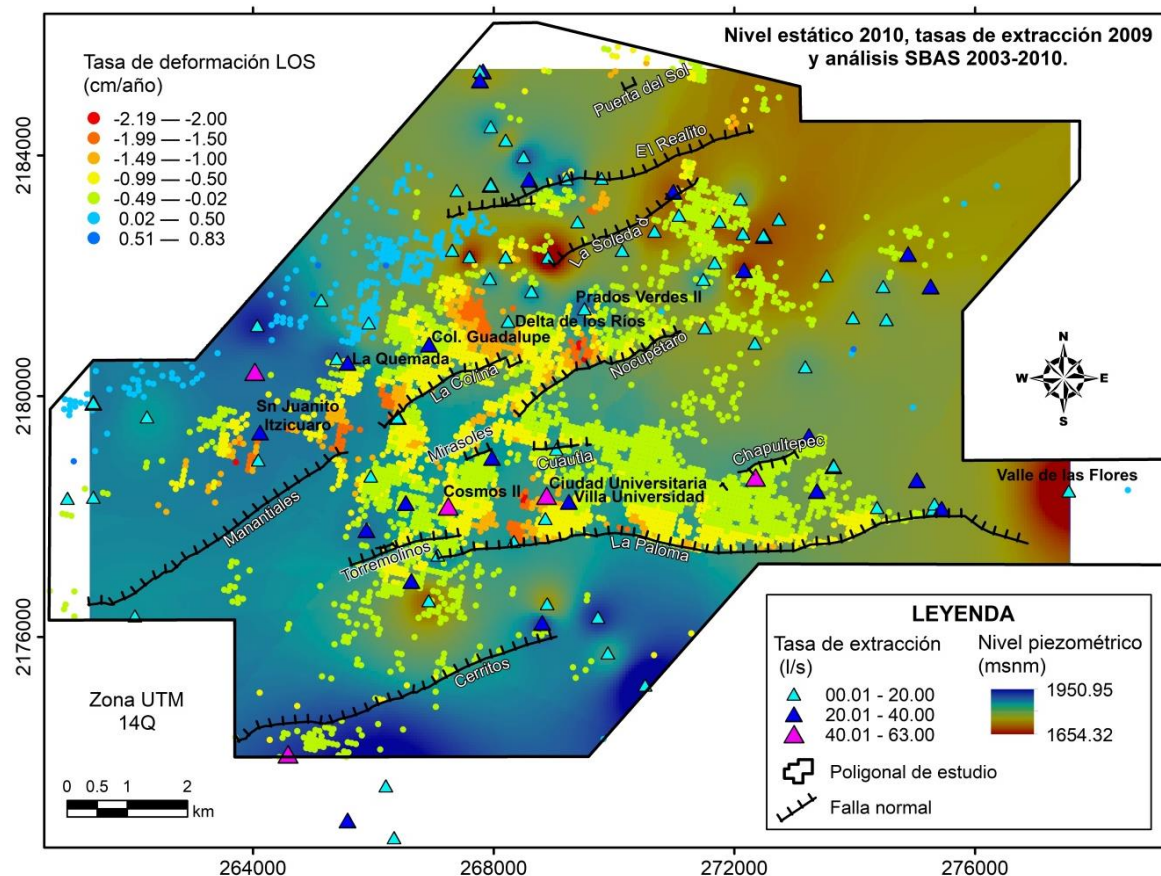 Nivel estático 2010, tasas de extracción 2009
y análisis SBAS 2003-2010.
Tasa de deformación LOS
(cm/año)
-2.19 — -2.00
-1.99 — -1.50
-1.49 — -1.00
-0.99 — -0.50
-0.49 — -0.02
0.02 — 0.50
0.51 — 0.83
2184000
2180000
2176000
Puerta del Sol
El Realito
La Soledad
Prados Verdes II
Delta de los Ríos
Col. Guadalupe
La Quemada
La Colina
Nocupétaro
Sn Juanito
Itzicuaro
Mirasoles
Cuautla
Chapultepec
Valle de las Flores
Ciudad Universitaria
Cosmos II
Villa Universidad
Manantiales
Torremolinos
La Paloma
Cerritos
N
W
E
S
Zona UTM
14Q
0 0.5 1 2
km
LEYENDA
Tasa de extracción
(l/s)
00.01 - 20.00
20.01 - 40.00
40.01 - 63.00
Nivel piezométrico
(msnm)
1950.95
1654.32
Poligonal de estudio
Falla normal
264000
268000
272000
276000